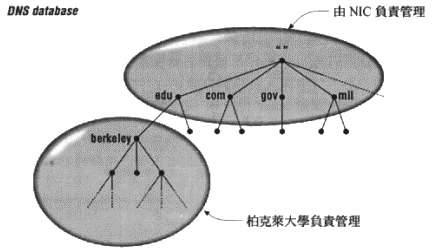 DNS database
由 NIC 負責管理
" "
edu com gov mil
berkeley
柏克萊大學負責管理